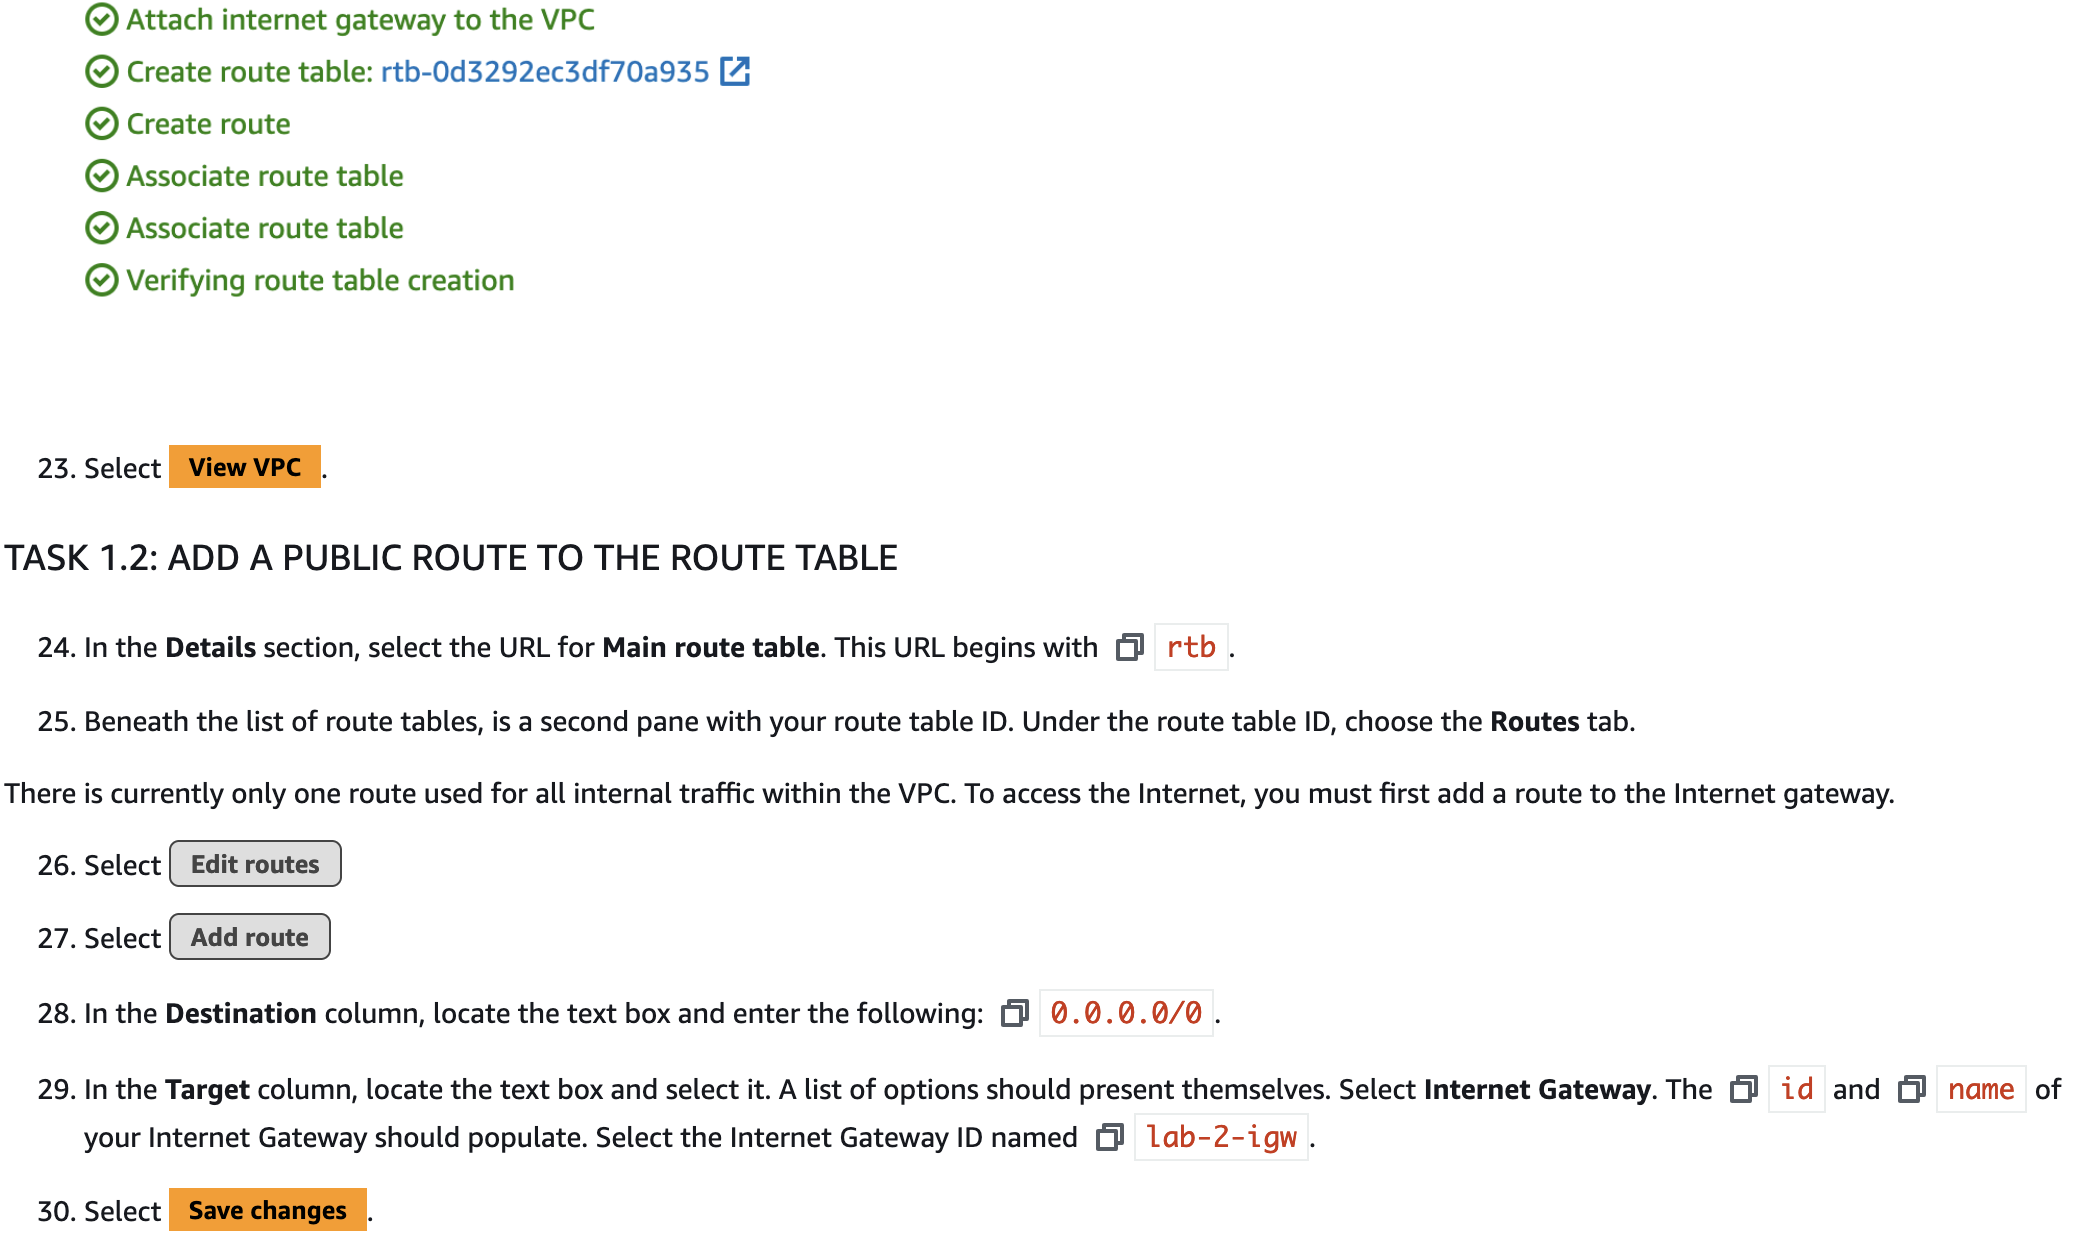 Attach internet gateway to the VPC
Create route table: rtb-0d3292ec3df70a935
Create route
Associate route table
Associate route table
Verifying route table creation
23. Select View VPC.
TASK 1.2: ADD A PUBLIC ROUTE TO THE ROUTE TABLE
24. In the Details section, select the URL for Main route table. This URL begins with rtb.
25. Beneath the list of route tables, is a second pane with your route table ID. Under the route table ID, choose the Routes tab.
There is currently only one route used for all internal traffic within the VPC. To access the Internet, you must first add a route to the Internet gateway.
26. Select Edit routes
27. Select Add route
28. In the Destination column, locate the text box and enter the following: 0.0.0.0/0.
29. In the Target column, locate the text box and select it. A list of options should present themselves. Select Internet Gateway. The id and name of
your Internet Gateway should populate. Select the Internet Gateway ID named lab-2-igw.
30. Select Save changes.